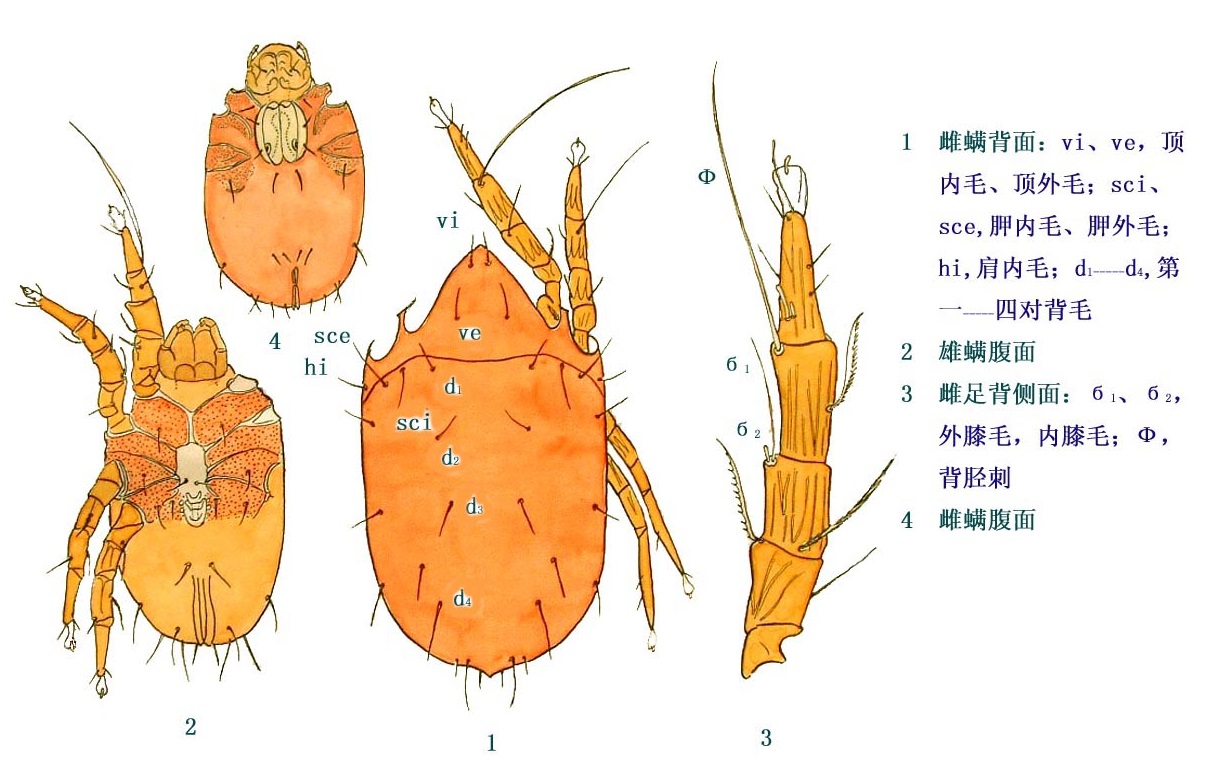 Φ
1 雌螨背面：vi、ve，顶
内毛、顶外毛；sci、
vi
sce,胛内毛、胛外毛；
hi,肩内毛；d₁-----d₄,第
一-----四对背毛
4
sce
ve
2 雄螨腹面
hi
б₁
d₁
3 雌足背侧面：б₁、б₂，
sci
б₂
外膝毛，内膝毛；Φ，
d₂
背胫刺
d₃
4 雌螨腹面
d₄
2
1
3